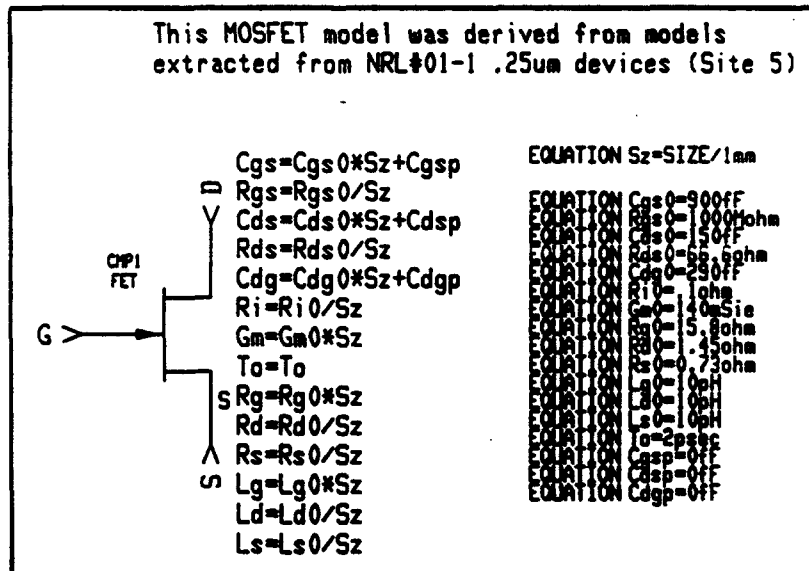 This MOSFET model was derived from models
extracted from NRL#01-1 .25um devices (Site 5)
D
CMP1
FET
G
S
S
Cgs=Cgs0*Sz+Cgsp
Rgs=Rgs0/Sz
Cds=Cds0*Sz+Cdsp
Rds=Rds0/Sz
Cdg=Cdg0*Sz+Cdgp
Ri=Ri0/Sz
Gm=Gm0*Sz
To=To
Rg=Rg0*Sz
Rd=Rd0/Sz
Rs=Rs0/Sz
Lg=Lg0*Sz
Ld=Ld0/Sz
Ls=Ls0/Sz
EQUATION Sz=SIZE/1mm
EQUATION Cgs0=900fF
EQUATION Rgs0=1000Mohm
EQUATION Cds0=150fF
EQUATION Rds0=66.6ohm
EQUATION Cdg0=290fF
EQUATION Ri0=.1ohm
EQUATION Gm0=140mSie
EQUATION Rg0=15.8ohm
EQUATION Rd0=1.45ohm
EQUATION Rs0=0.73ohm
EQUATION Lg0=10pH
EQUATION Ld0=10pH
EQUATION Ls0=10pH
EQUATION To=2psec
EQUATION Cgsp=0fF
EQUATION Cdsp=0fF
EQUATION Cdgp=0fF